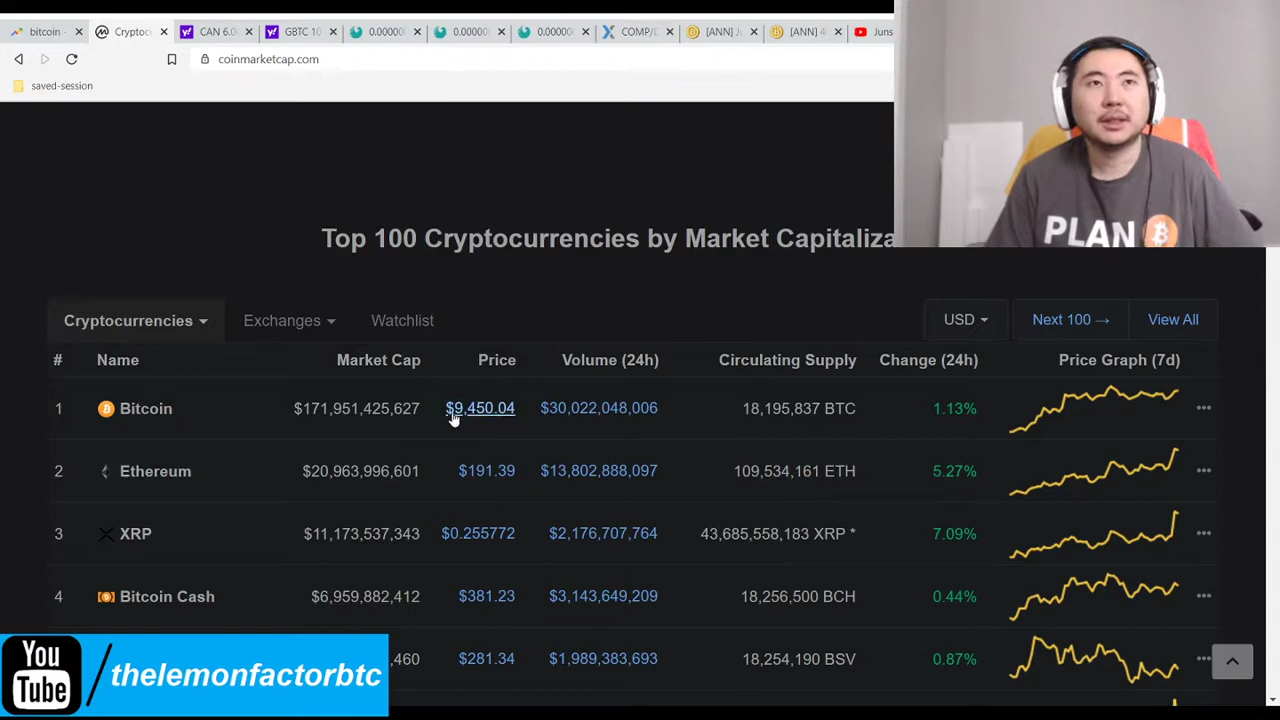 bitcoin
Cryptoc
CAN 6.0
GBTC 10
0.00000
0.00000
0.00000
COMP/D
[ANN] Ju
[ANN] 4
Juns
coinmarketcap.com
saved-session
PLAN
Top 100 Cryptocurrencies by Market Capitaliza
Cryptocurrencies Exchanges Watchlist USD Next 100 → View All
# Name Market Cap Price Volume (24h) Circulating Supply Change (24h) Price Graph (7d)
1 Bitcoin $171,951,425,627 $9,450.04 $30,022,048,006 18,195,837 BTC 1.13%
2 Ethereum $20,963,996,601 $191.39 $13,802,888,097 109,534,161 ETH 5.27%
3 XRP $11,173,537,343 $0.255772 $2,176,707,764 43,685,558,183 XRP * 7.09%
4 Bitcoin Cash $6,959,882,412 $381.23 $3,143,649,209 18,256,500 BCH 0.44%
460 $281.34 $1,989,383,693 18,254,190 BSV 0.87%
You
Tube
/thelemonfactorbtc